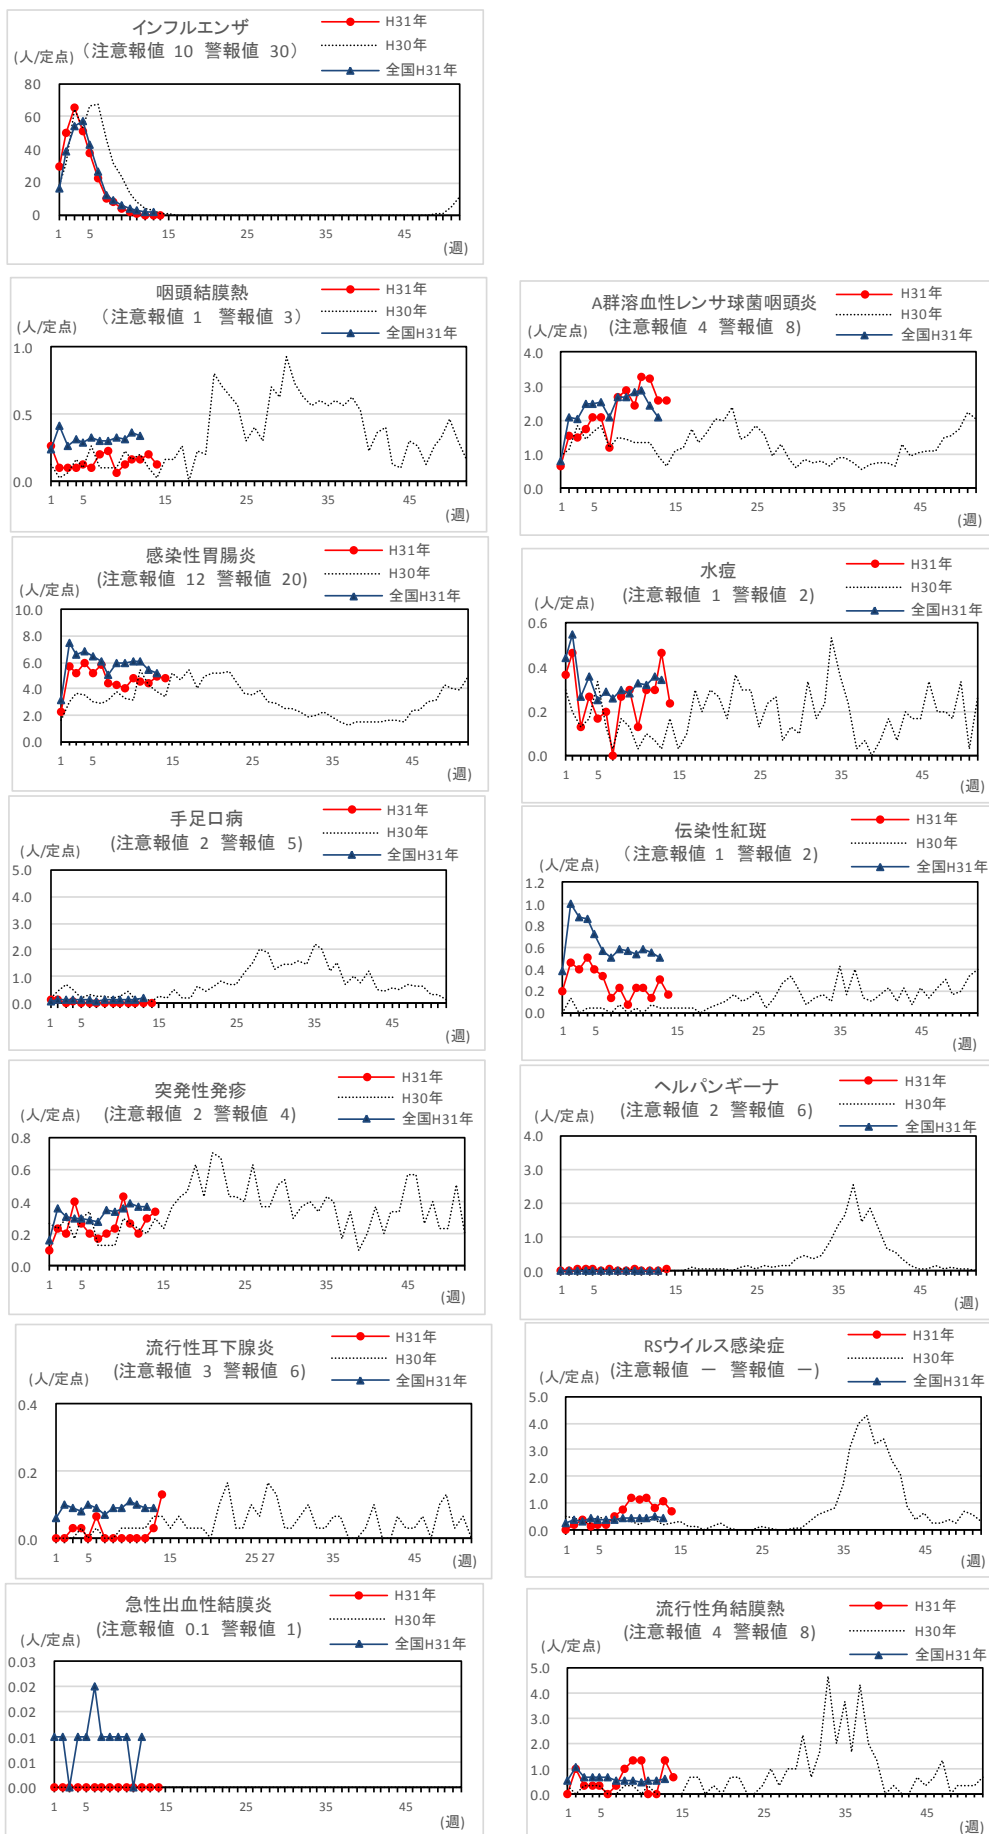 インフルエンザ
（注意報値 10 警報値 30）
(人/定点)
H31年
H30年
全国H31年
80
60
40
20
0
1
5
15
25
35
45
(週)
咽頭結膜熱
（注意報値 1 警報値 3）
(人/定点)
H31年
H30年
全国H31年
1.0
0.5
0.0
1
5
15
25
35
45
(週)
A群溶血性レンサ球菌咽頭炎
(注意報値 4 警報値 8)
(人/定点)
H31年
H30年
全国H31年
4.0
3.0
2.0
1.0
0.0
1
5
15
25
35
45
(週)
感染性胃腸炎
(注意報値 12 警報値 20)
(人/定点)
H31年
H30年
全国H31年
10.0
8.0
6.0
4.0
2.0
0.0
1
5
15
25
35
45
(週)
水痘
(注意報値 1 警報値 2)
(人/定点)
H31年
H30年
全国H31年
0.6
0.4
0.2
0.0
1
5
15
25
35
45
(週)
手足口病
(注意報値 2 警報値 5)
(人/定点)
H31年
H30年
全国H31年
5.0
4.0
3.0
2.0
1.0
0.0
1
5
15
25
35
45
(週)
伝染性紅斑
（注意報値 1 警報値 2)
(人/定点)
H31年
H30年
全国H31年
1.2
1.0
0.8
0.6
0.4
0.2
0.0
1
5
15
25
35
45
(週)
突発性発疹
(注意報値 2 警報値 4)
(人/定点)
H31年
H30年
全国H31年
0.8
0.6
0.4
0.2
0.0
1
5
15
25
35
45
(週)
ヘルパンギーナ
(注意報値 2 警報値 6)
(人/定点)
H31年
H30年
全国H31年
4.0
3.0
2.0
1.0
0.0
1
5
15
25
35
45
(週)
流行性耳下腺炎
(注意報値 3 警報値 6)
(人/定点)
H31年
H30年
全国H31年
0.4
0.2
0.0
1
5
15
25 27
35
45
(週)
RSウイルス感染症
(注意報値 ー 警報値 ー)
(人/定点)
H31年
H30年
全国H31年
5.0
4.0
3.0
2.0
1.0
0.0
1
5
15
25
35
45
(週)
急性出血性結膜炎
(注意報値 0.1 警報値 1)
(人/定点)
H31年
H30年
全国H31年
0.03
0.02
0.02
0.01
0.01
0.00
1
5
15
25
35
45
(週)
流行性角結膜熱
(注意報値 4 警報値 8)
(人/定点)
H31年
H30年
全国H31年
5.0
4.0
3.0
2.0
1.0
0.0
1
5
15
25
35
45
(週)